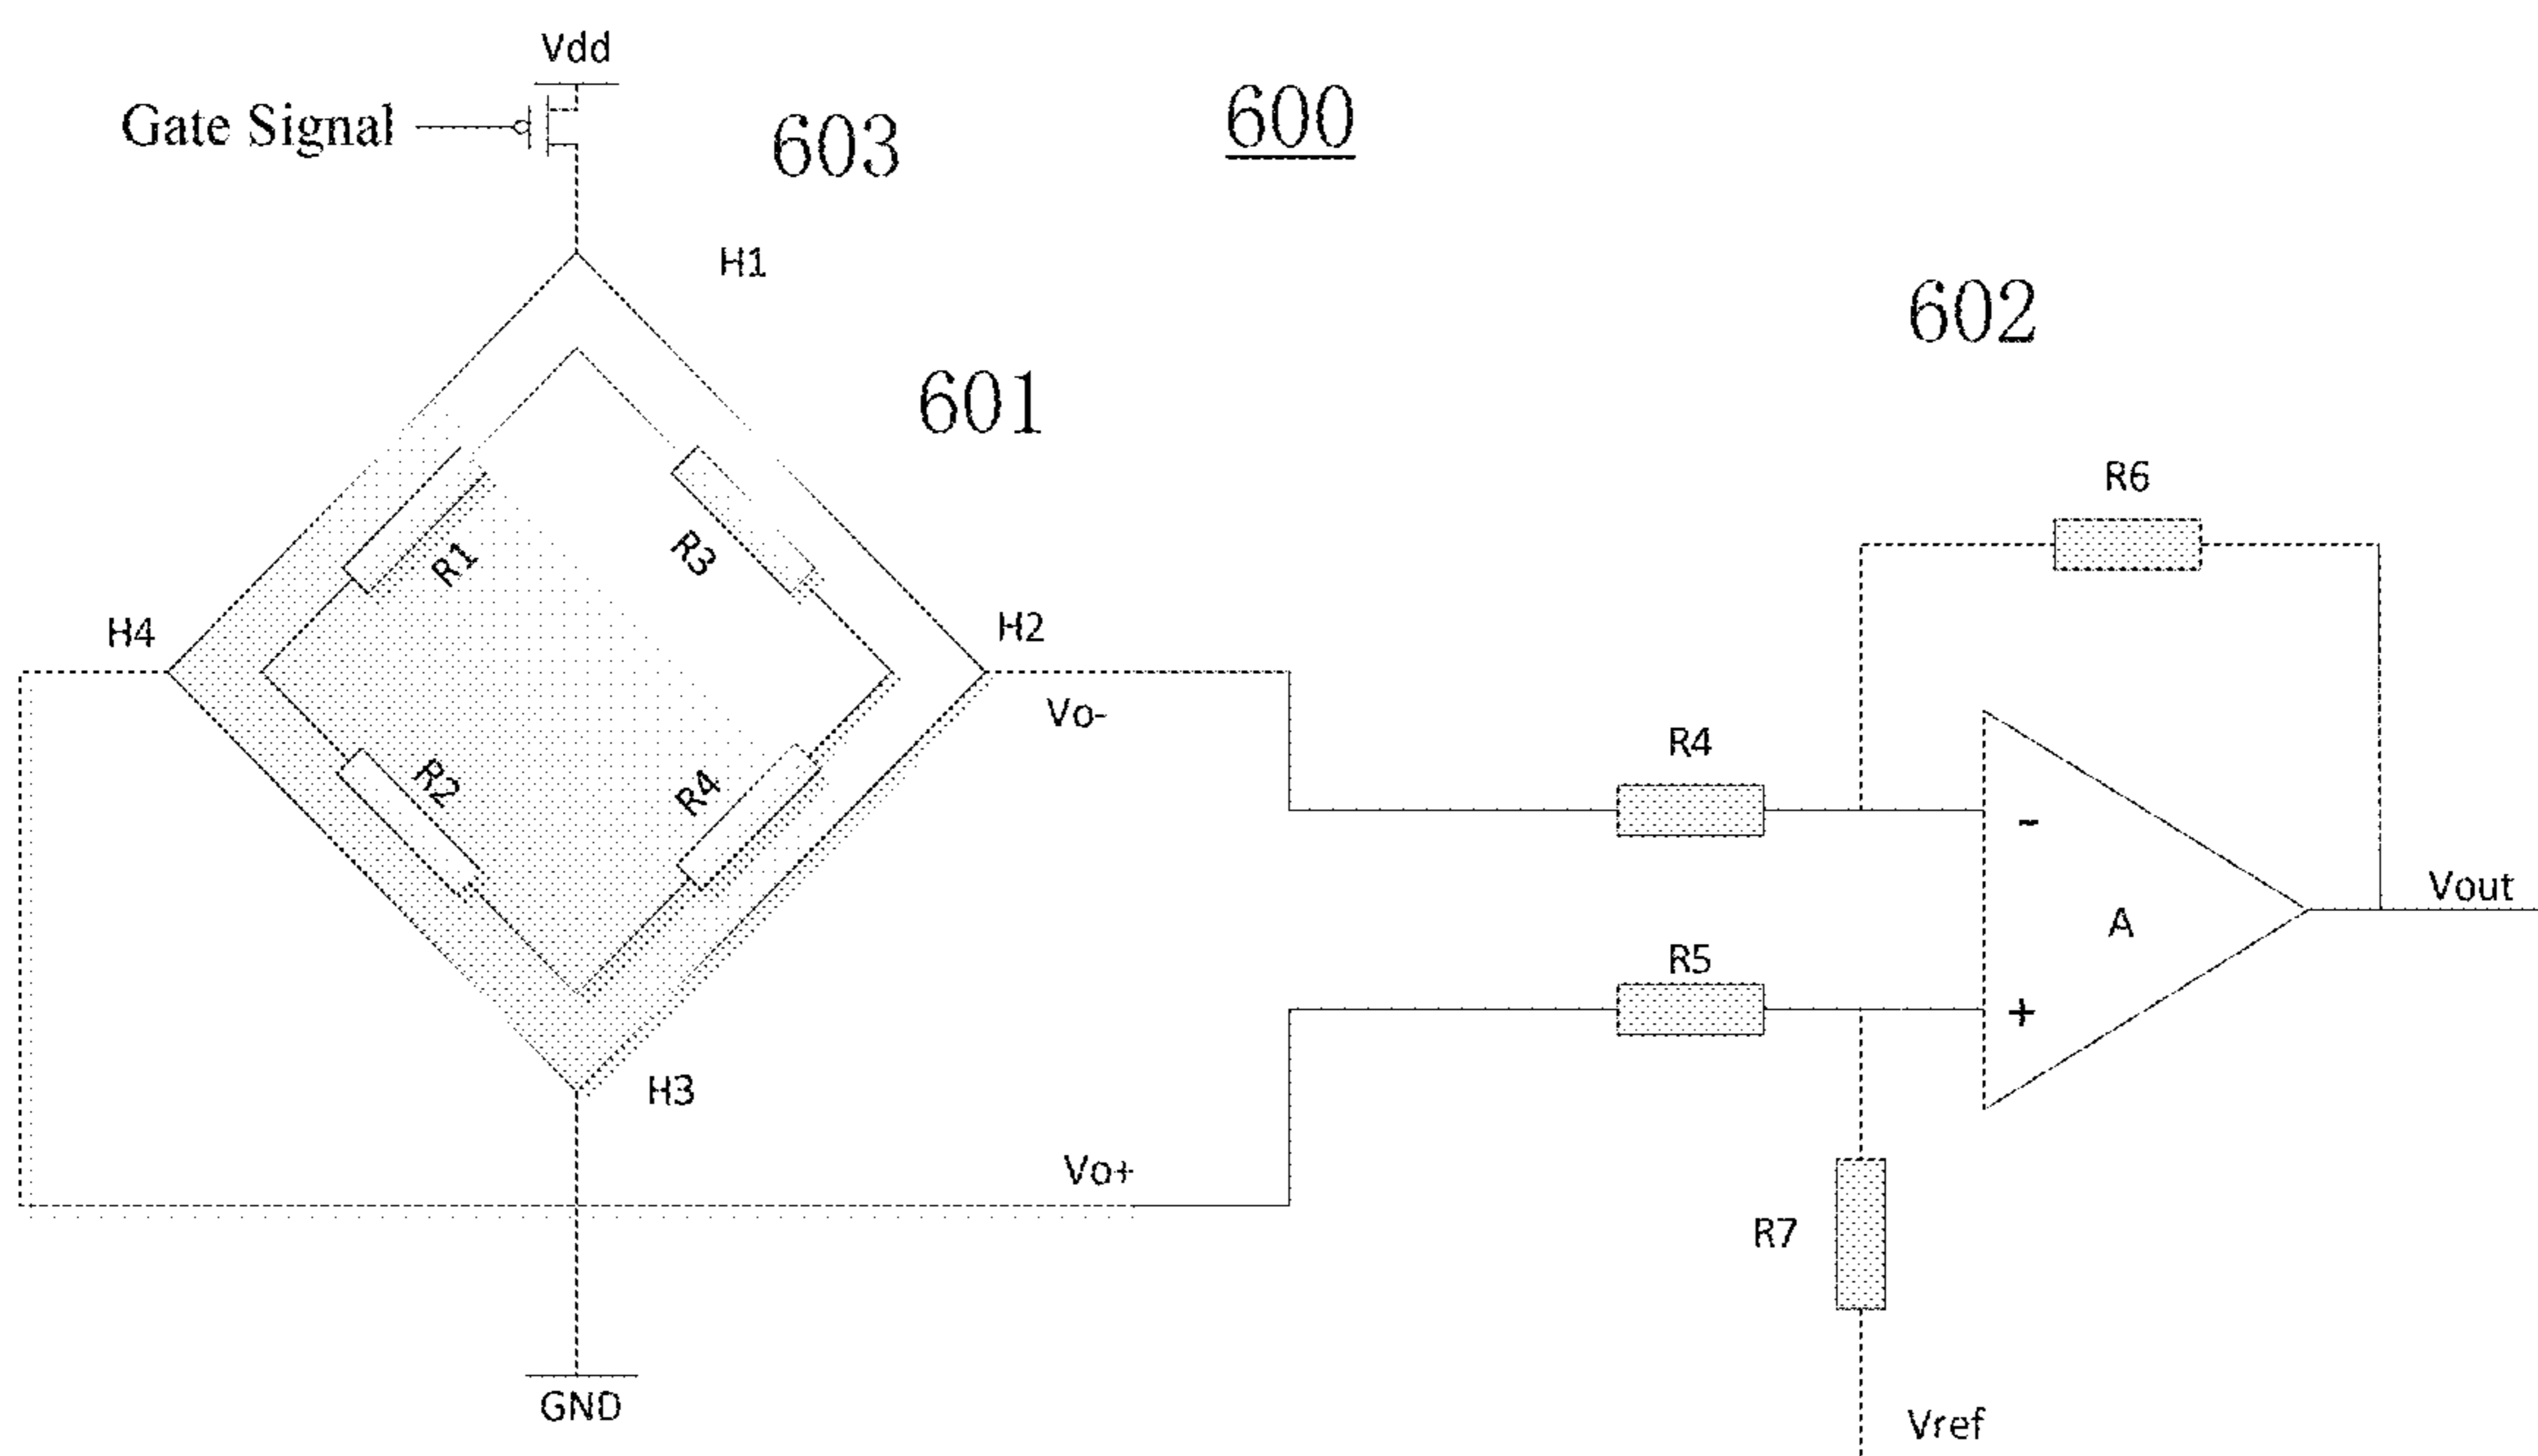 Vdd
Gate Signal
603
600
H1
602
601
R6
R1
R3
H4
H2
Vo-
R4
R2
R4
-
Vout
A
R5
+
H3
Vo+
R7
GND
Vref